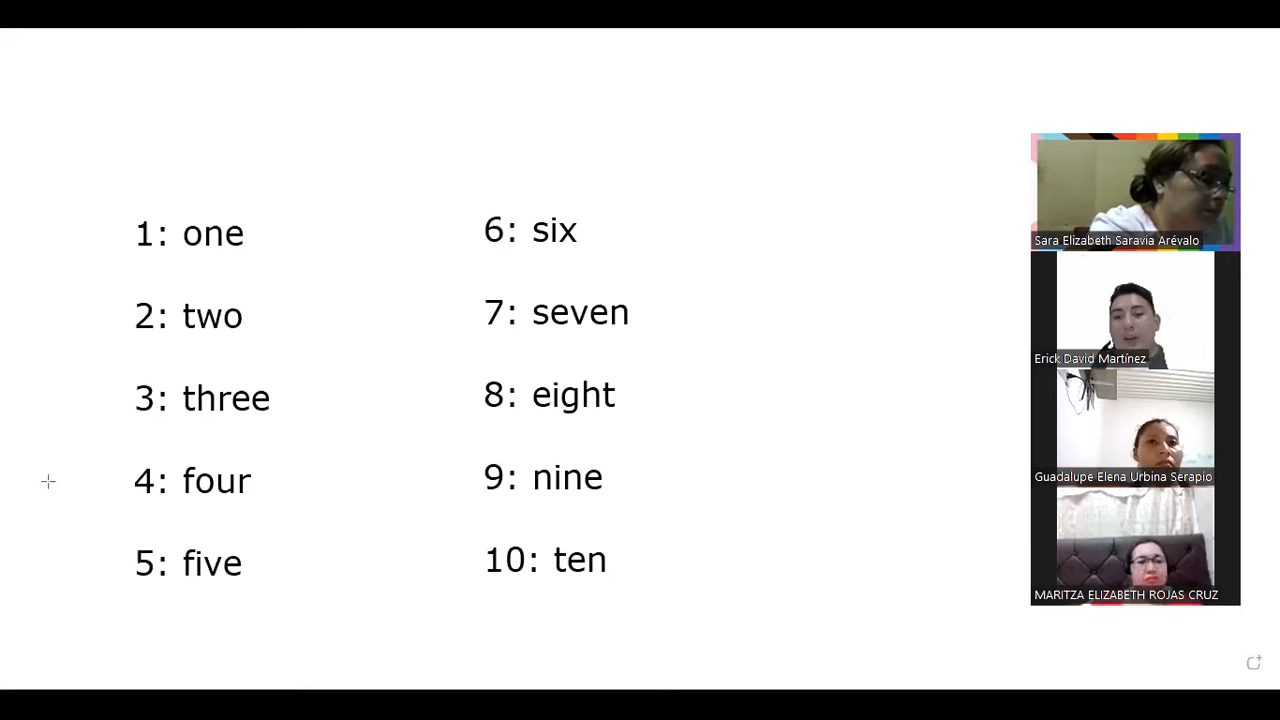 1: one
2: two
3: three
4: four
5: five
6: six
7: seven
8: eight
9: nine
10: ten
Sara Elizabeth Saravia Arévalo
Erick David Martínez
Guadalupe Elena Urbina Serapio
MARITZA ELIZABETH ROJAS CRUZ